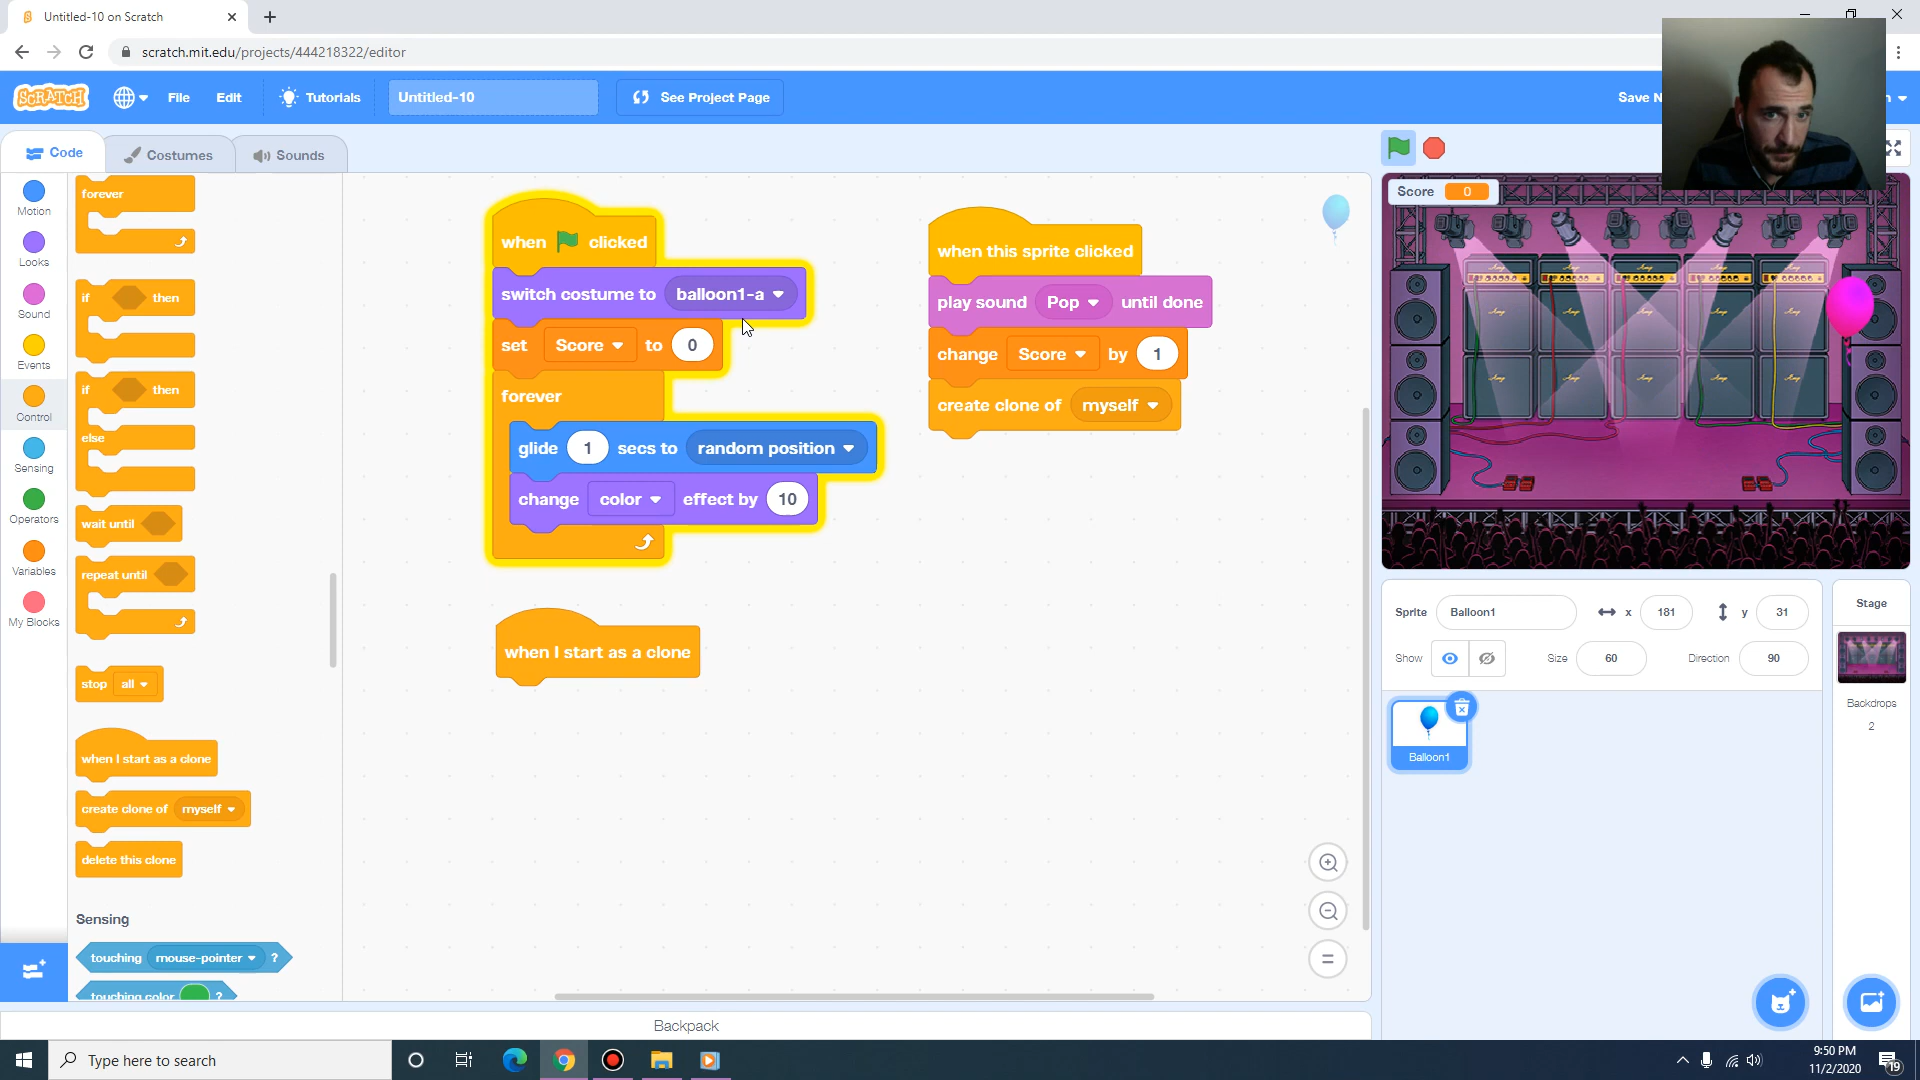 Untitled-10 on Scratch
scratch.mit.edu/projects/444218322/editor
SCRATCH
File
Edit
Tutorials
Untitled-10
See Project Page
Save N
Code
Costumes
Sounds
Motion
Looks
Sound
Events
Control
Sensing
Operators
Variables
My Blocks
forever
if then
if then
else
wait until
repeat until
stop all
when I start as a clone
create clone of myself
delete this clone
Sensing
touching mouse-pointer ?
touching color ?
when clicked
switch costume to balloon1-a
set Score to 0
forever
glide 1 secs to random position
change color effect by 10
when I start as a clone
when this sprite clicked
play sound Pop until done
change Score by 1
create clone of myself
Score 0
Sprite Balloon1 x 181 y 31
Show Size 60 Direction 90
Balloon1
Stage
Backdrops
2
Backpack
Type here to search
9:50 PM
11/2/2020
19